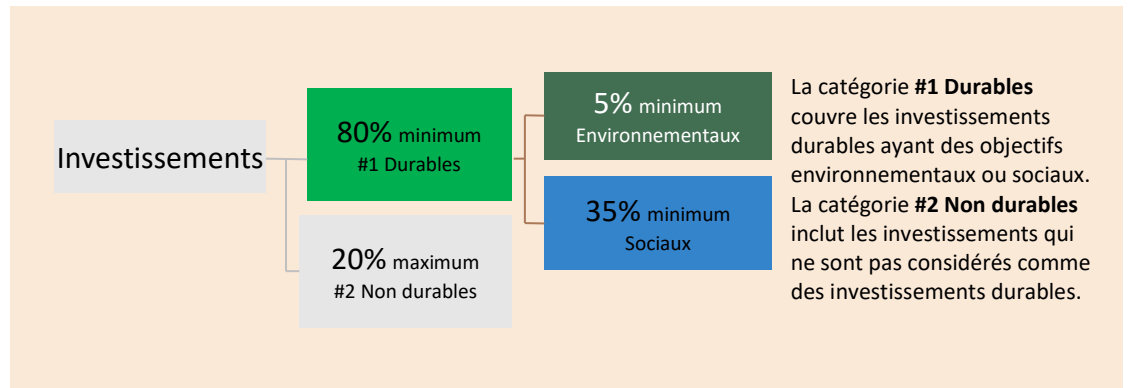 Investissements
80% minimum
#1 Durables
20% maximum
#2 Non durables
5% minimum
Environnementaux
35% minimum
Sociaux
La catégorie #1 Durables
couvre les investissements
durables ayant des objectifs
environnementaux ou sociaux.
La catégorie #2 Non durables
inclut les investissements qui
ne sont pas considérés comme
des investissements durables.